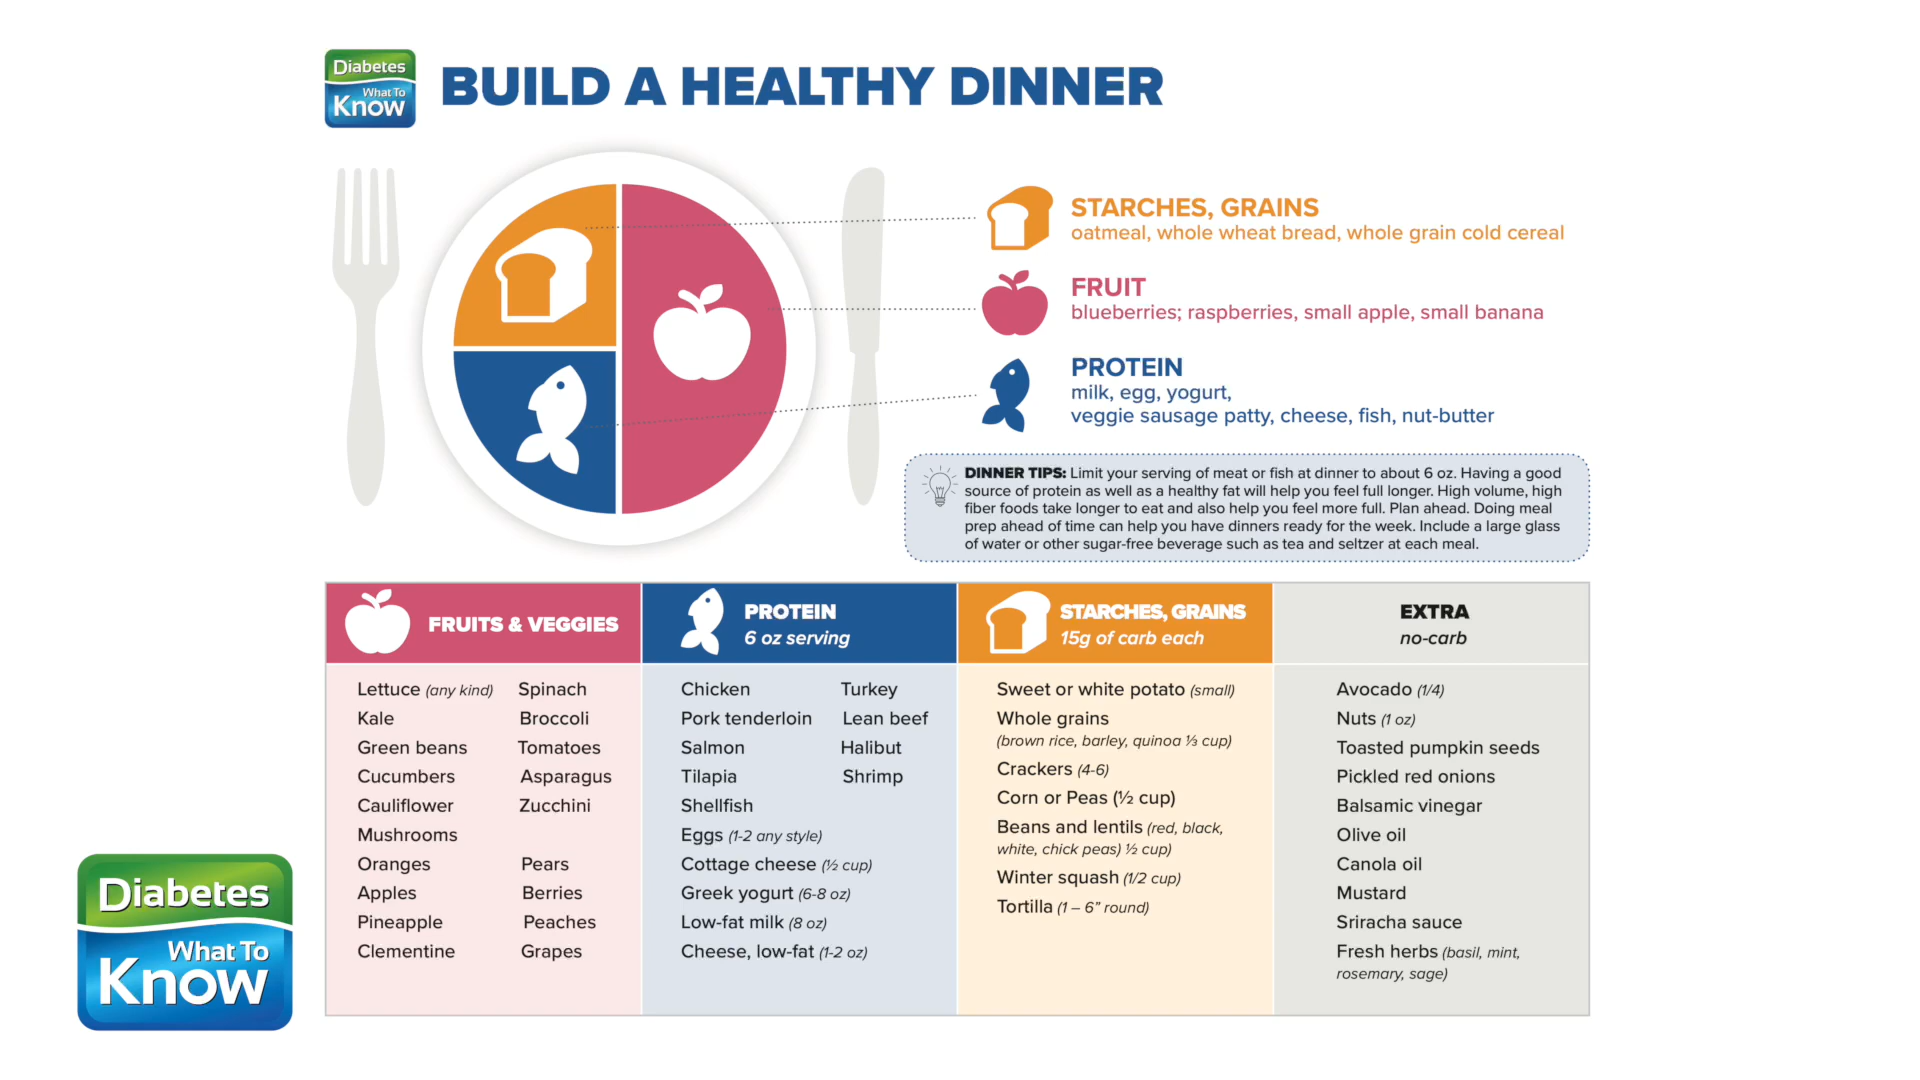 Diabetes
What To
Know
BUILD A HEALTHY DINNER
STARCHES, GRAINS
oatmeal, whole wheat bread, whole grain cold cereal
FRUIT
blueberries; raspberries, small apple, small banana
PROTEIN
milk, egg, yogurt,
veggie sausage patty, cheese, fish, nut-butter
DINNER TIPS: Limit your serving of meat or fish at dinner to about 6 oz. Having a good
source of protein as well as a healthy fat will help you feel full longer. High volume, high
fiber foods take longer to eat and also help you feel more full. Plan ahead. Doing meal
prep ahead of time can help you have dinners ready for the week. Include a large glass
of water or other sugar-free beverage such as tea and seltzer at each meal.
FRUITS & VEGGIES
Lettuce (any kind) Spinach
Kale Broccoli
Green beans Tomatoes
Cucumbers Asparagus
Cauliflower Zucchini
Mushrooms
Oranges Pears
Apples Berries
Pineapple Peaches
Clementine Grapes
PROTEIN
6 oz serving
Chicken Turkey
Pork tenderloin Lean beef
Salmon Halibut
Tilapia Shrimp
Shellfish
Eggs (1-2 any style)
Cottage cheese (½ cup)
Greek yogurt (6-8 oz)
Low-fat milk (8 oz)
Cheese, low-fat (1-2 oz)
STARCHES, GRAINS
15g of carb each
Sweet or white potato (small)
Whole grains
(brown rice, barley, quinoa ⅓ cup)
Crackers (4-6)
Corn or Peas (½ cup)
Beans and lentils (red, black,
white, chick peas) ½ cup)
Winter squash (1/2 cup)
Tortilla (1 – 6” round)
EXTRA
no-carb
Avocado (1/4)
Nuts (1 oz)
Toasted pumpkin seeds
Pickled red onions
Balsamic vinegar
Olive oil
Canola oil
Mustard
Sriracha sauce
Fresh herbs (basil, mint,
rosemary, sage)
Diabetes
What To
Know